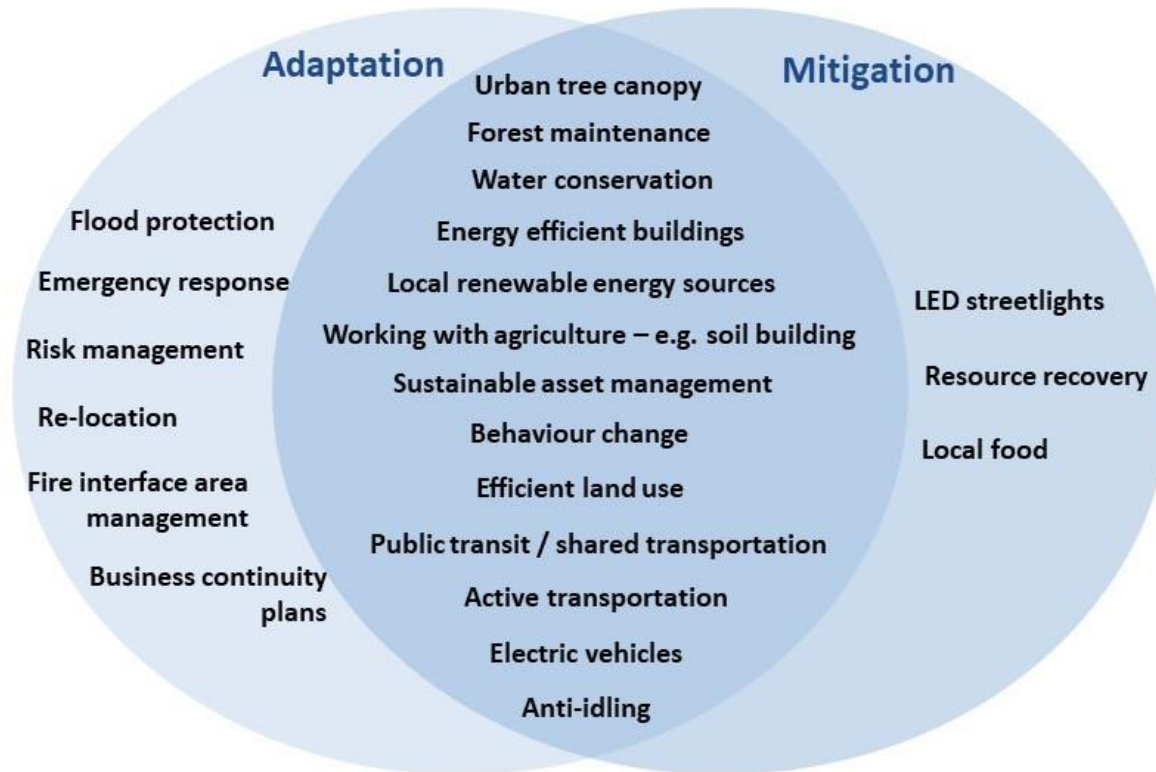 Adaptation
Mitigation
Flood protection
Emergency response
Risk management
Re-location
Fire interface area
management
Business continuity
plans
Urban tree canopy
Forest maintenance
Water conservation
Energy efficient buildings
Local renewable energy sources
Working with agriculture – e.g. soil building
Sustainable asset management
Behaviour change
Efficient land use
Public transit / shared transportation
Active transportation
Electric vehicles
Anti-idling
LED streetlights
Resource recovery
Local food